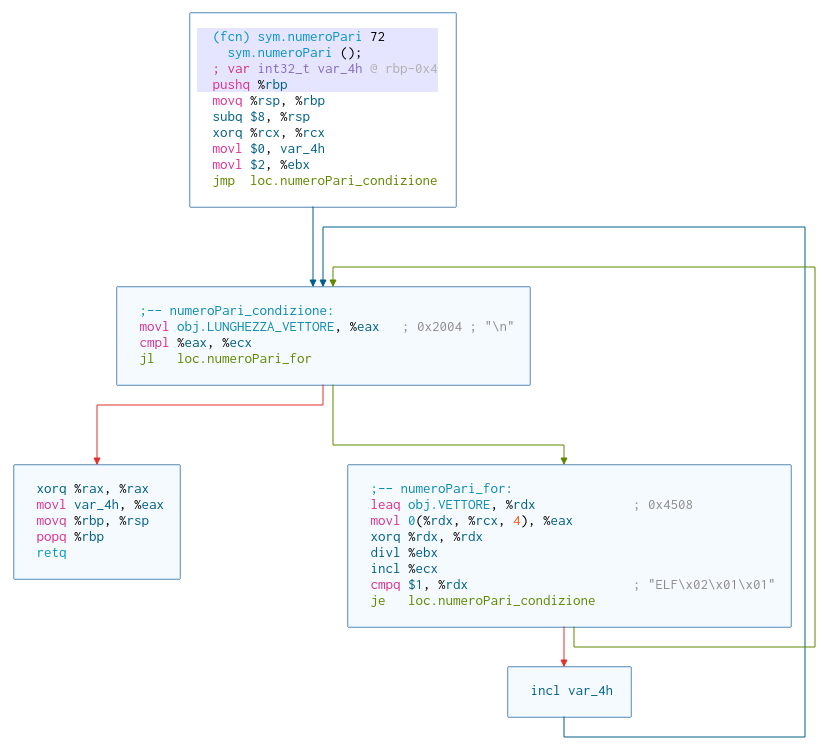 (fcn) sym.numeroPari 72
sym.numeroPari ();
; var int32_t var_4h @ rbp-0x4
pushq %rbp
movq %rsp, %rbp
subq $8, %rsp
xorq %rcx, %rcx
movl $0, var_4h
movl $2, %ebx
jmp  loc.numeroPari_condizione
;-- numeroPari_condizione:
movl obj.LUNGHEZZA_VETTORE, %eax   ; 0x2004 ; "\n"
cmpl %eax, %ecx
jl   loc.numeroPari_for
xorq %rax, %rax
movl var_4h, %eax
movq %rbp, %rsp
popq %rbp
retq
;-- numeroPari_for:
leaq obj.VETTORE, %rdx             ; 0x4508
movl 0(%rdx, %rcx, 4), %eax
xorq %rdx, %rdx
divl %ebx
incl %ecx
cmpq $1, %rdx                      ; "ELF\x02\x01\x01"
je   loc.numeroPari_condizione
incl var_4h